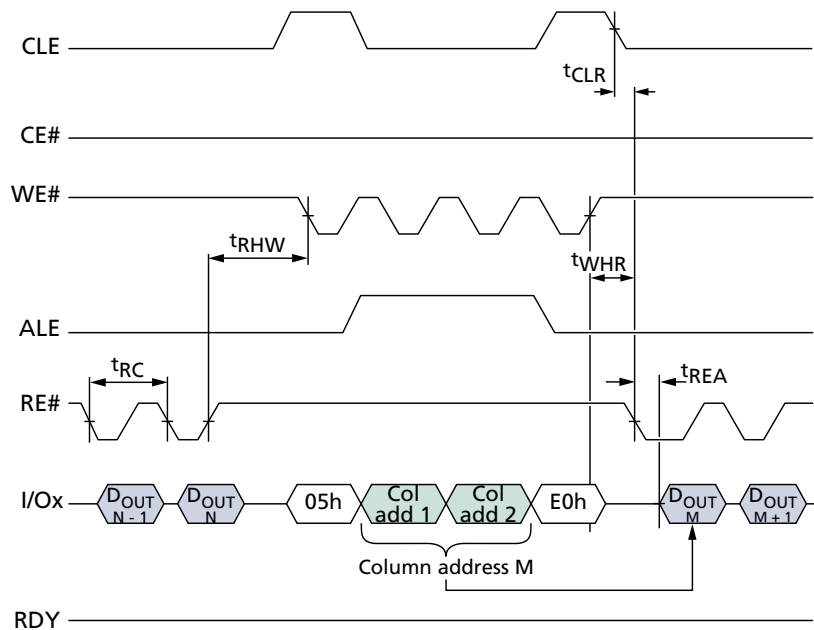 CLE
tCLR
CE#
WE#
tRHW
tWHR
ALE
tRC
tREA
RE#
I/Ox
DOUT
N - 1
DOUT
N
05h
Col
add 1
Col
add 2
E0h
DOUT
M
DOUT
M + 1
Column address M
RDY